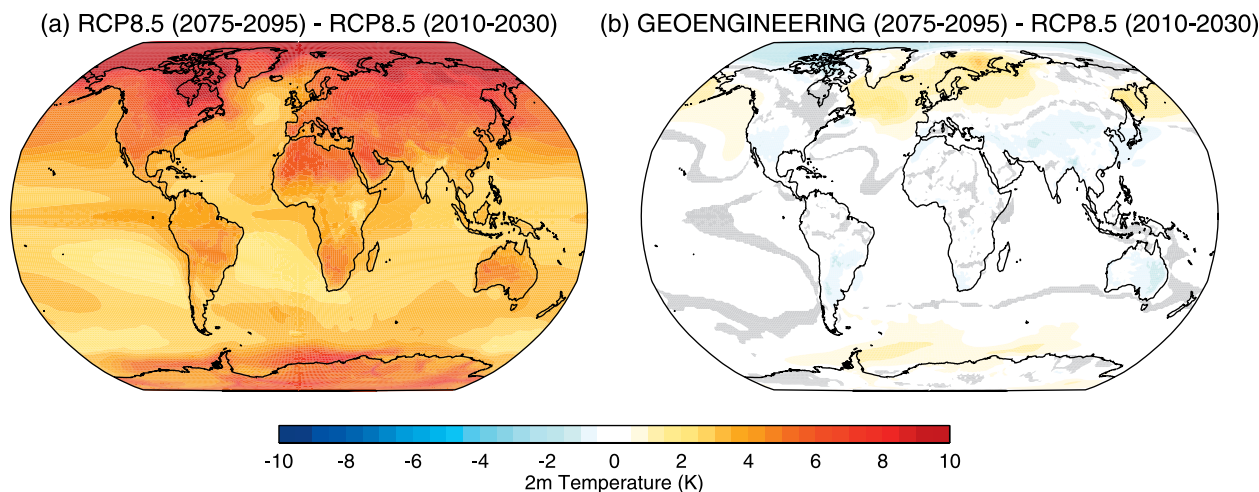 (a) RCP8.5 (2075-2095) - RCP8.5 (2010-2030)
(b) GEOENGINEERING (2075-2095) - RCP8.5 (2010-2030)
-10 -8 -6 -4 -2 0 2 4 6 8 10
2m Temperature (K)